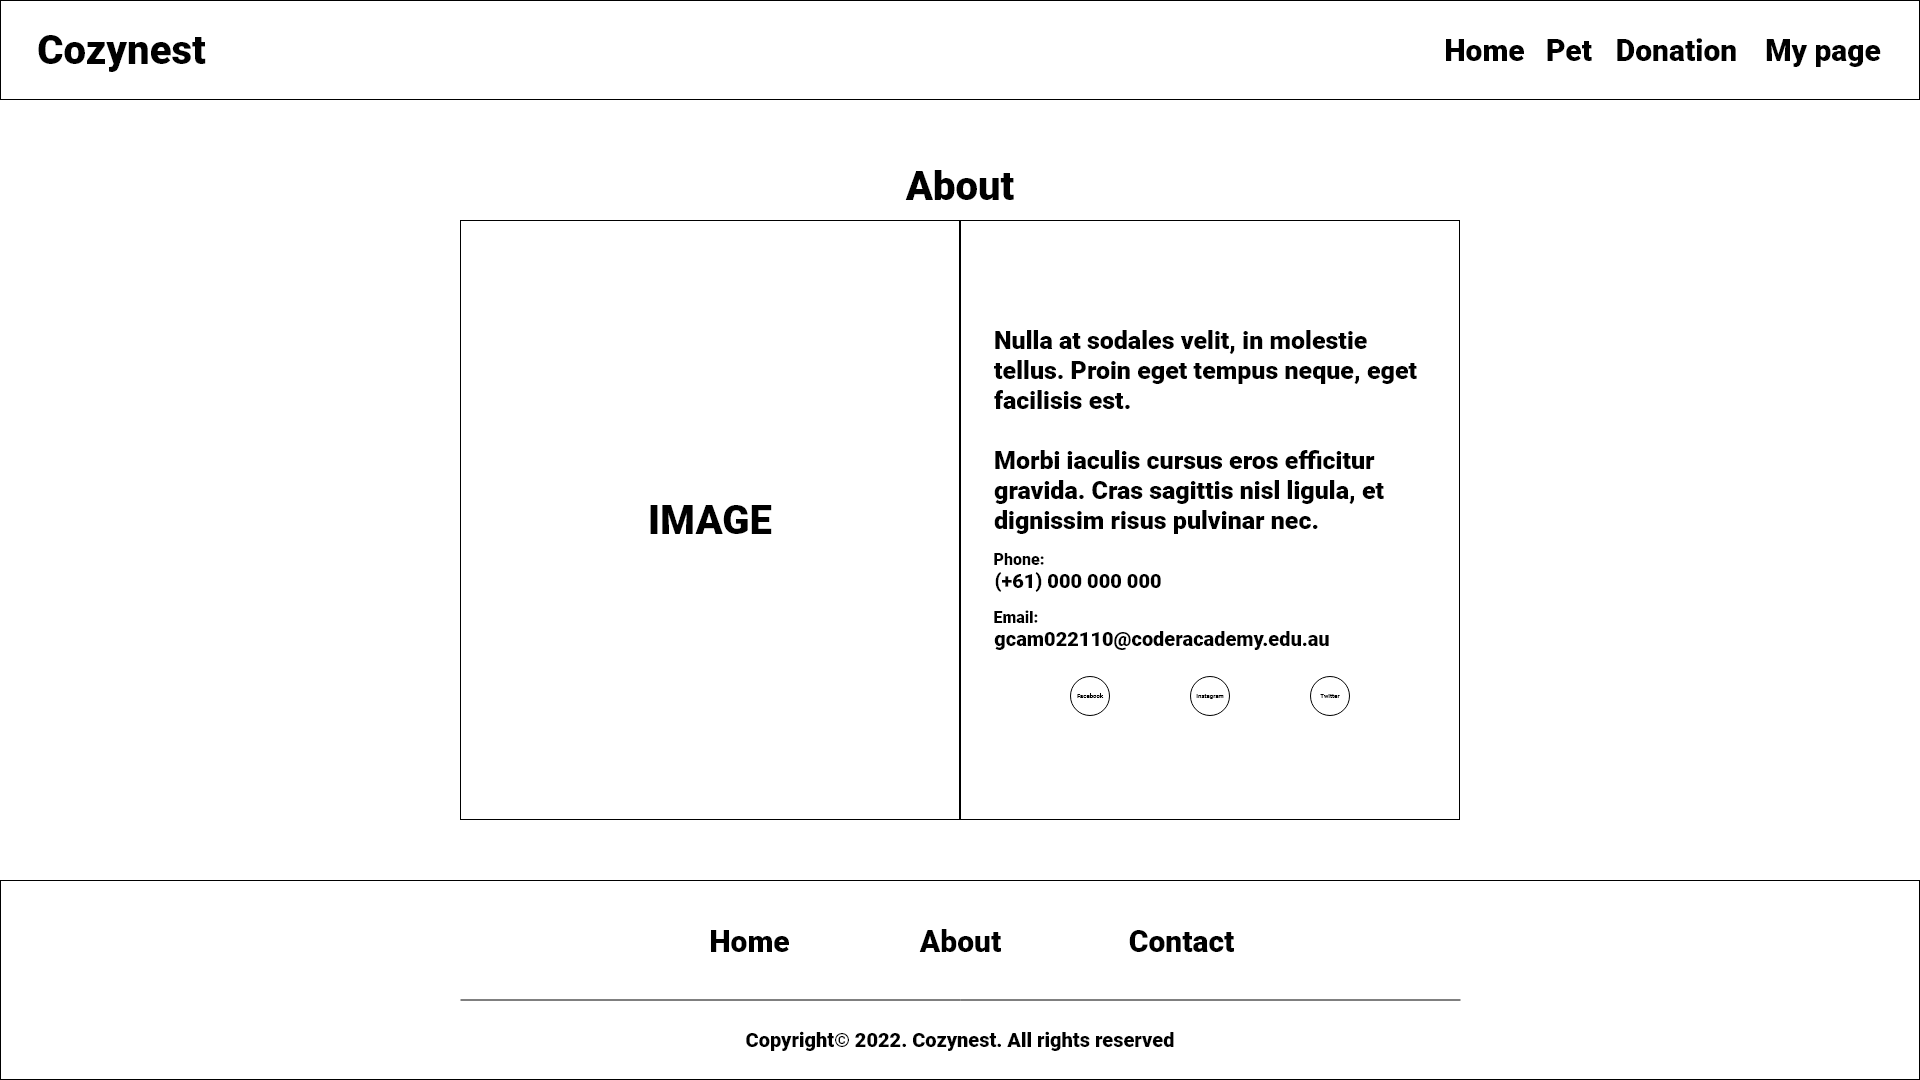 Cozynest
Home Pet Donation My page
About
IMAGE
Nulla at sodales velit, in molestie
tellus. Proin eget tempus neque, eget
facilisis est.
Morbi iaculis cursus eros efficitur
gravida. Cras sagittis nisl ligula, et
dignissim risus pulvinar nec.
Phone:
(+61) 000 000 000
Email:
gcam022110@coderacademy.edu.au
Facebook Instagram Twitter
Home About Contact
Copyright© 2022. Cozynest. All rights reserved